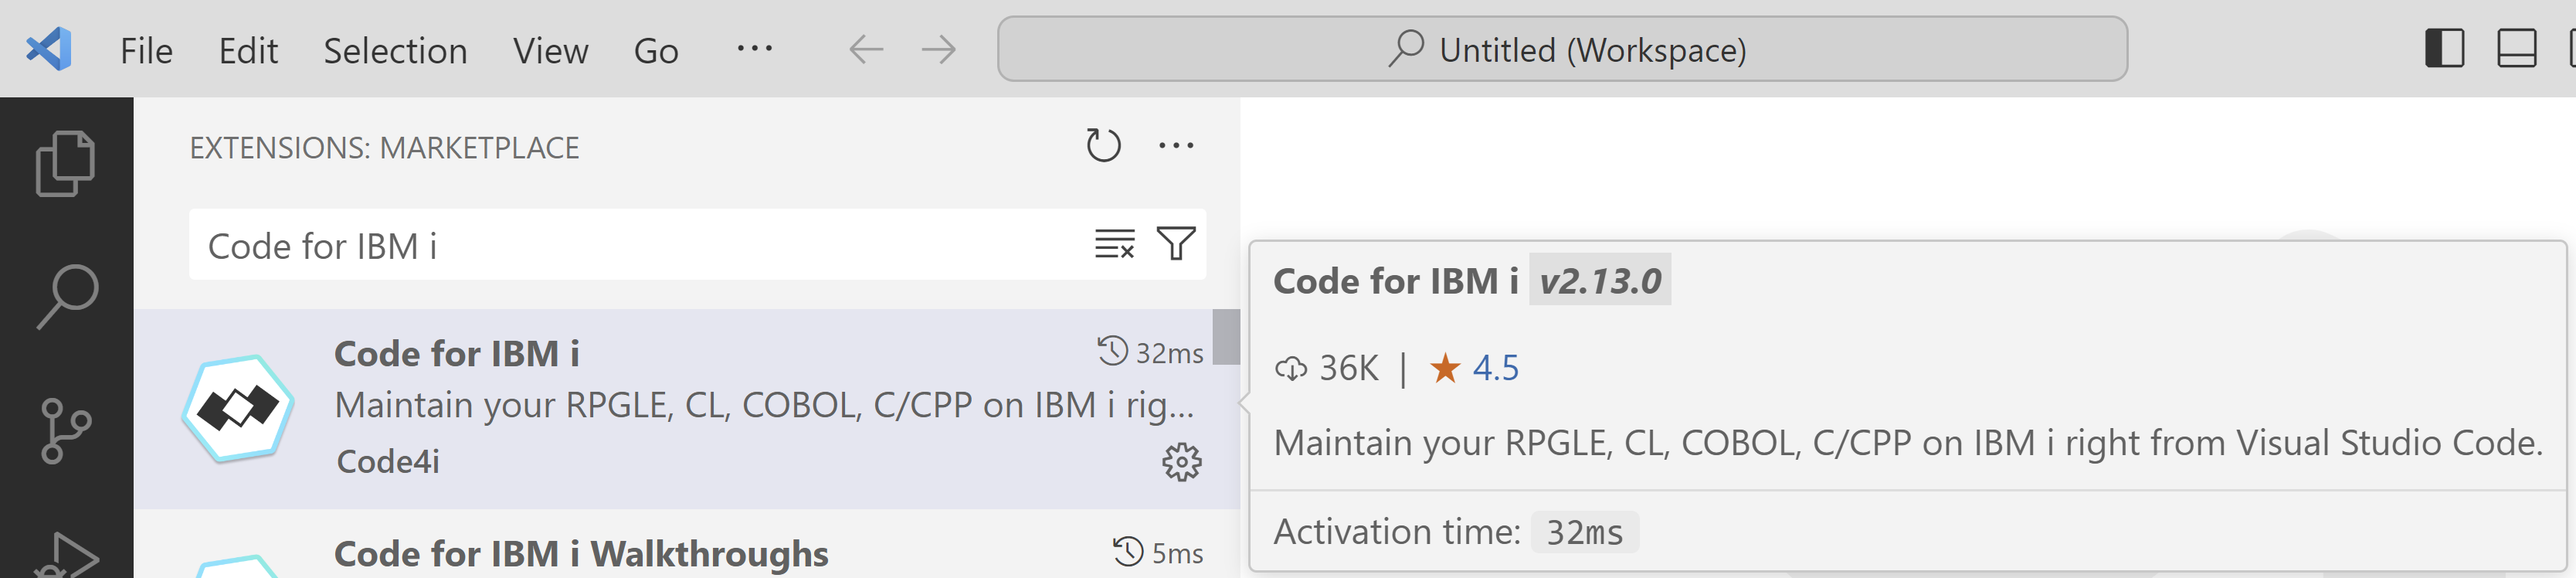 File Edit Selection View Go ... Untitled (Workspace)
EXTENSIONS: MARKETPLACE
Code for IBM i
Code for IBM i 32ms
Maintain your RPGLE, CL, COBOL, C/CPP on IBM i rig...
Code4i
Code for IBM i Walkthroughs 5ms
Code for IBM i v2.13.0
36K | ★ 4.5
Maintain your RPGLE, CL, COBOL, C/CPP on IBM i right from Visual Studio Code.
Activation time: 32ms